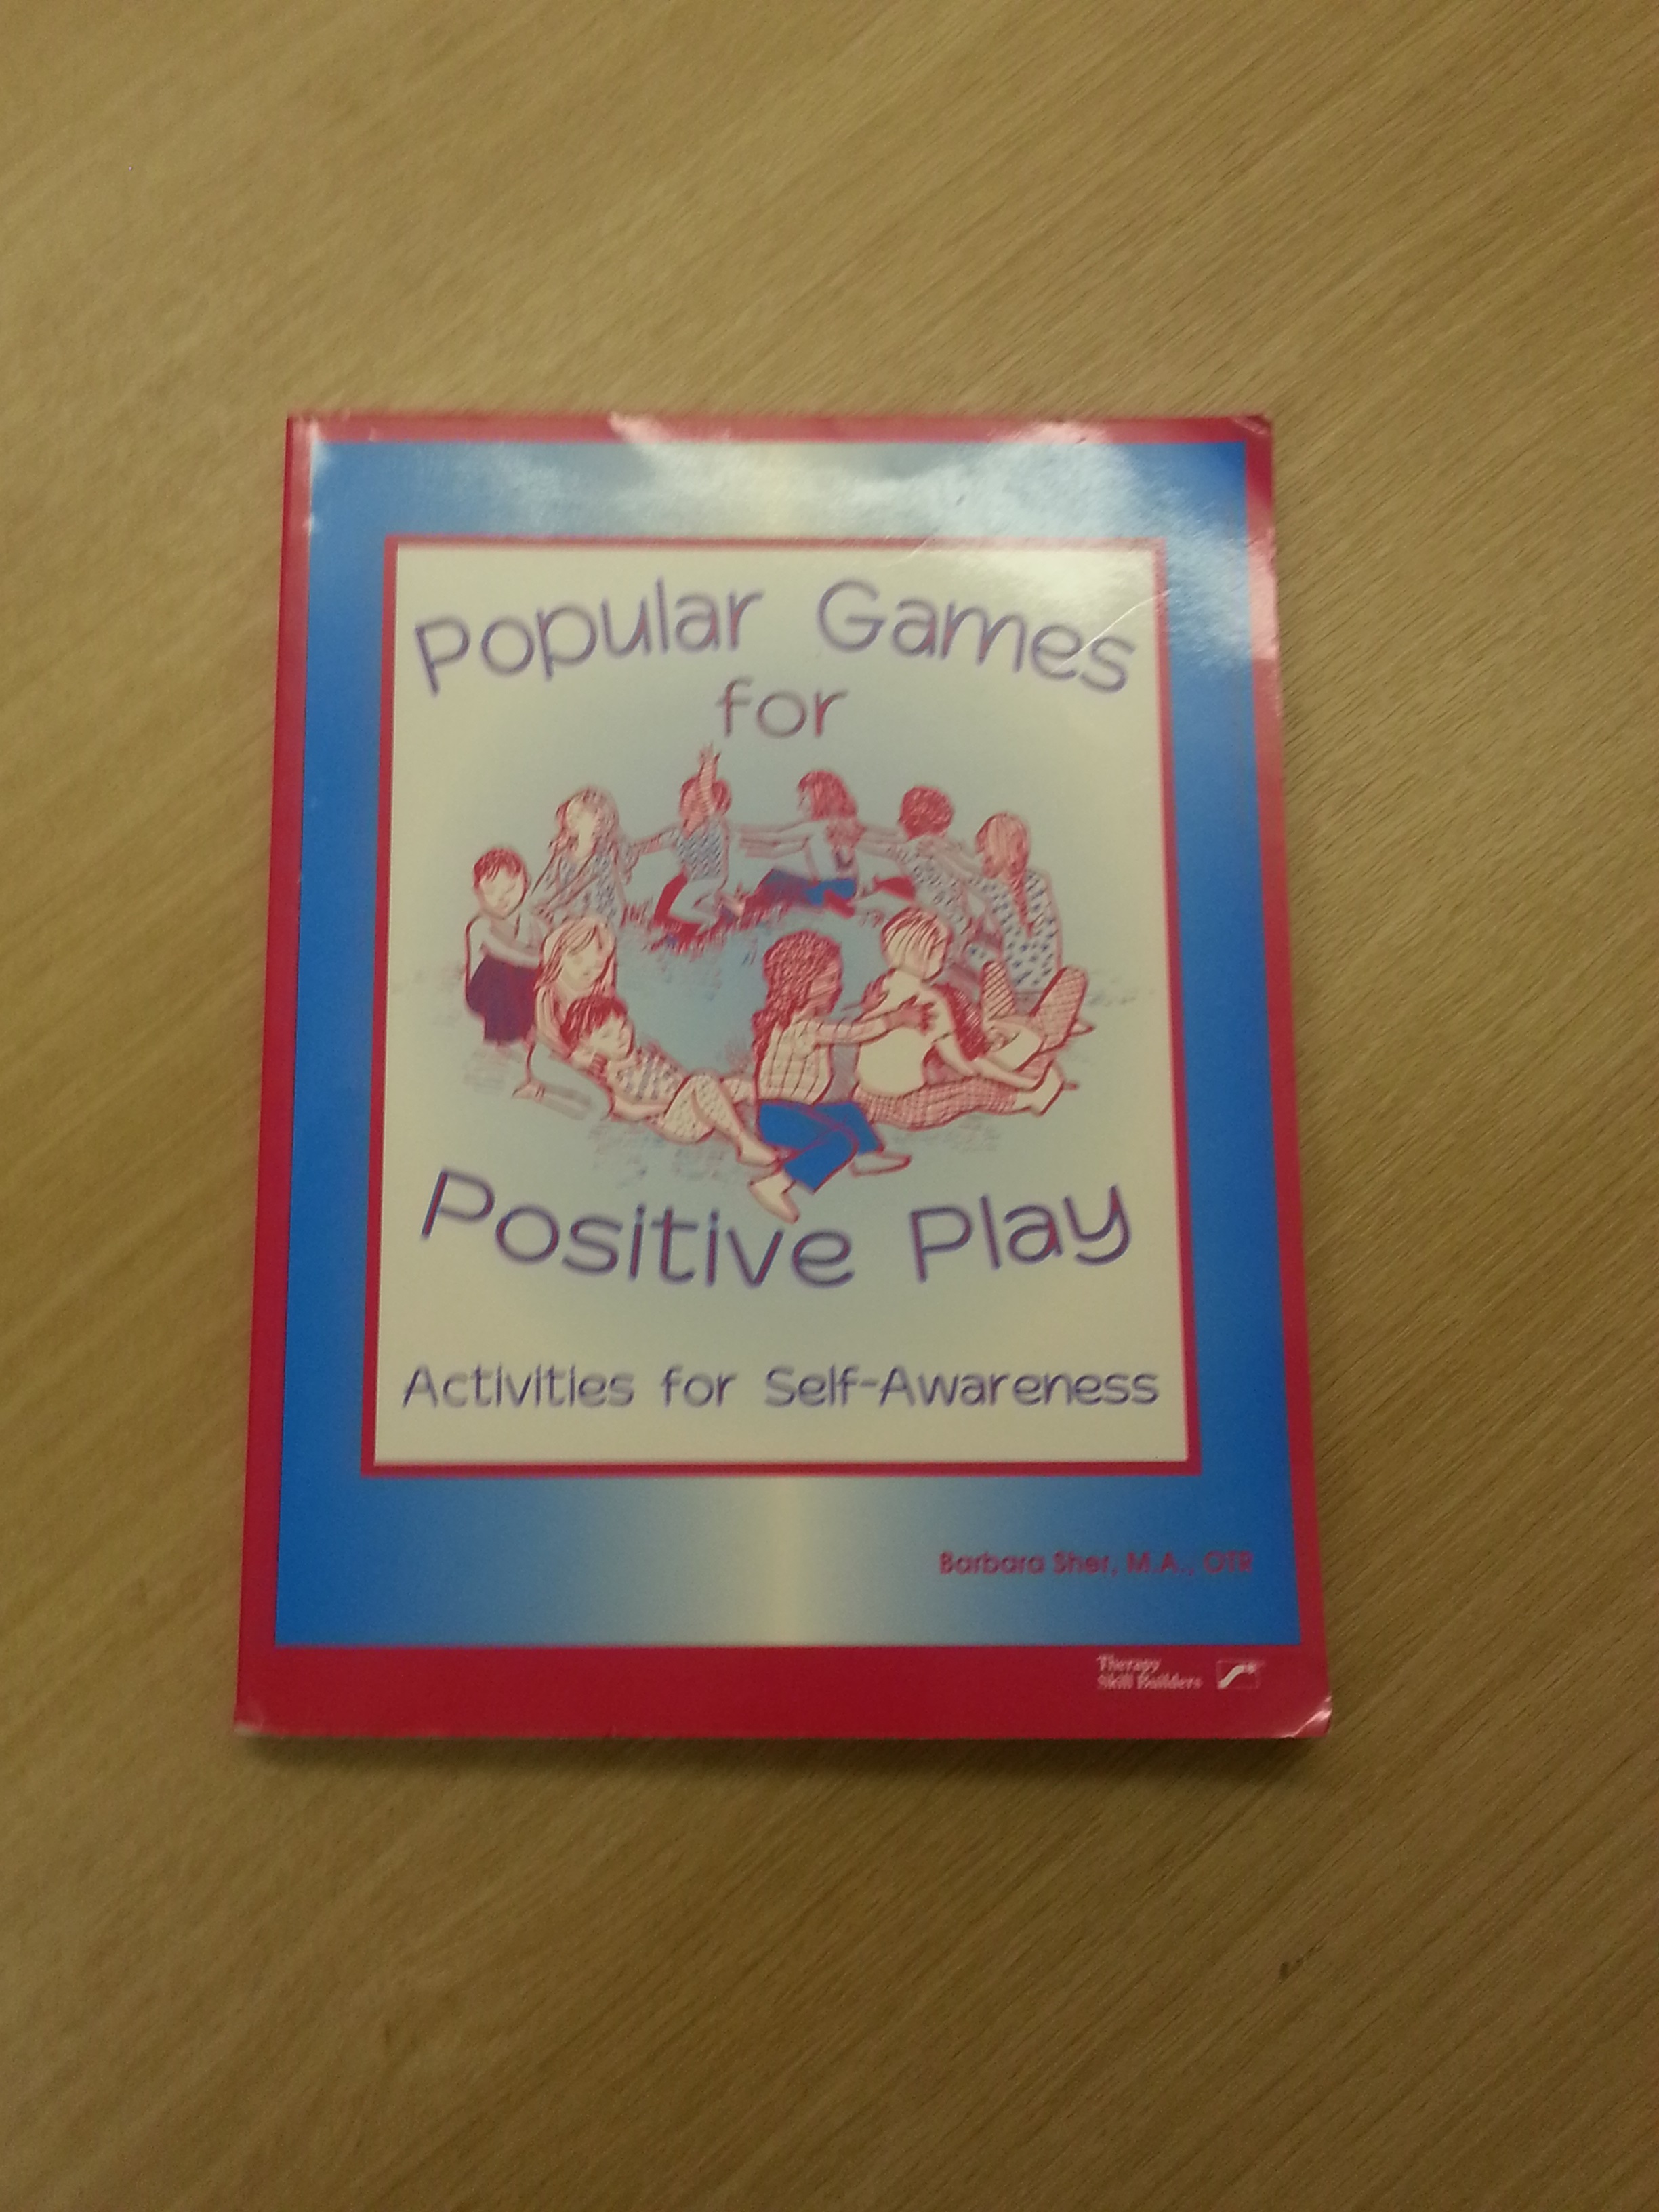 Popular Games
for
Positive Play
Activities for Self-Awareness
Barbara Sher, M.A., OTR
Therapy
Skill Builders